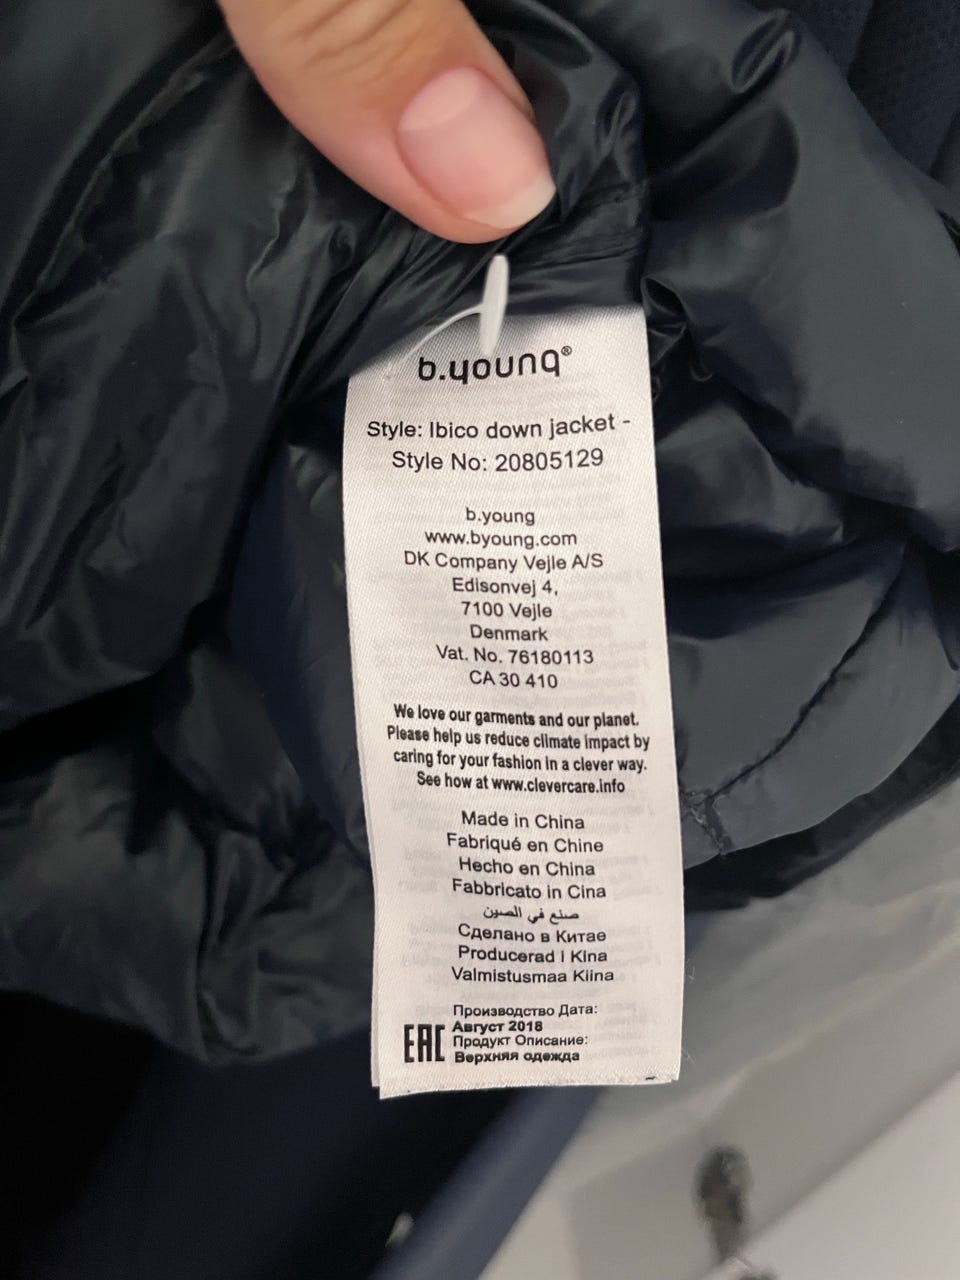 b.young®
Style: Ibico down jacket -
Style No: 20805129
b.young
www.byoung.com
DK Company Vejle A/S
Edisonvej 4,
7100 Vejle
Denmark
Vat. No. 76180113
CA 30 410
We love our garments and our planet.
Please help us reduce climate impact by
caring for your fashion in a clever way.
See how at www.clevercare.info
Made in China
Fabriqué en Chine
Hecho en China
Fabbricato in Cina
صنع في الصين
Сделано в Китае
Producerad I Kina
Valmistusmaa Kiina
Производство Дата:
Август 2018
Продукт Описание:
Верхняя одежда
EAC